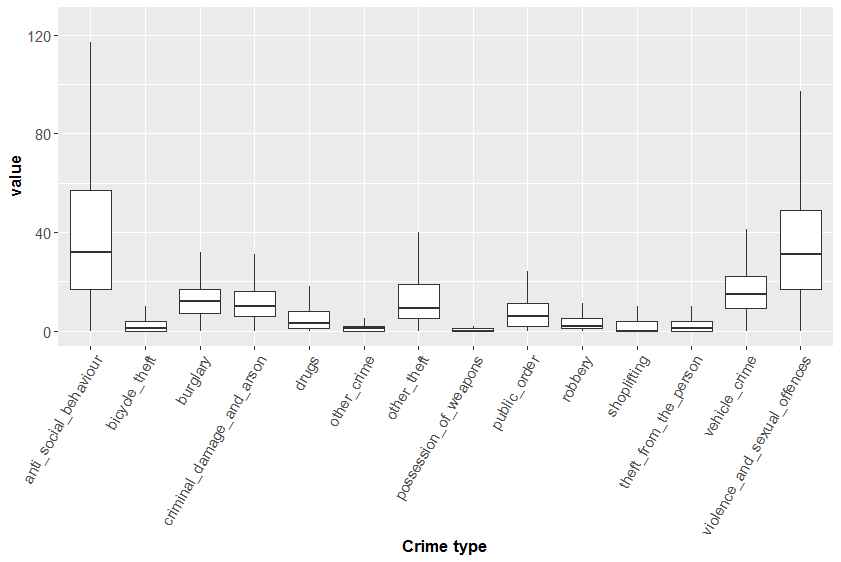 120
80
40
0
value
anti_social_behaviour
bicycle_theft
burglary
criminal_damage_and_arson
drugs
other_crime
other_theft
possession_of_weapons
public_order
robbery
shoplifting
theft_from_the_person
vehicle_crime
violence_and_sexual_offences
Crime type